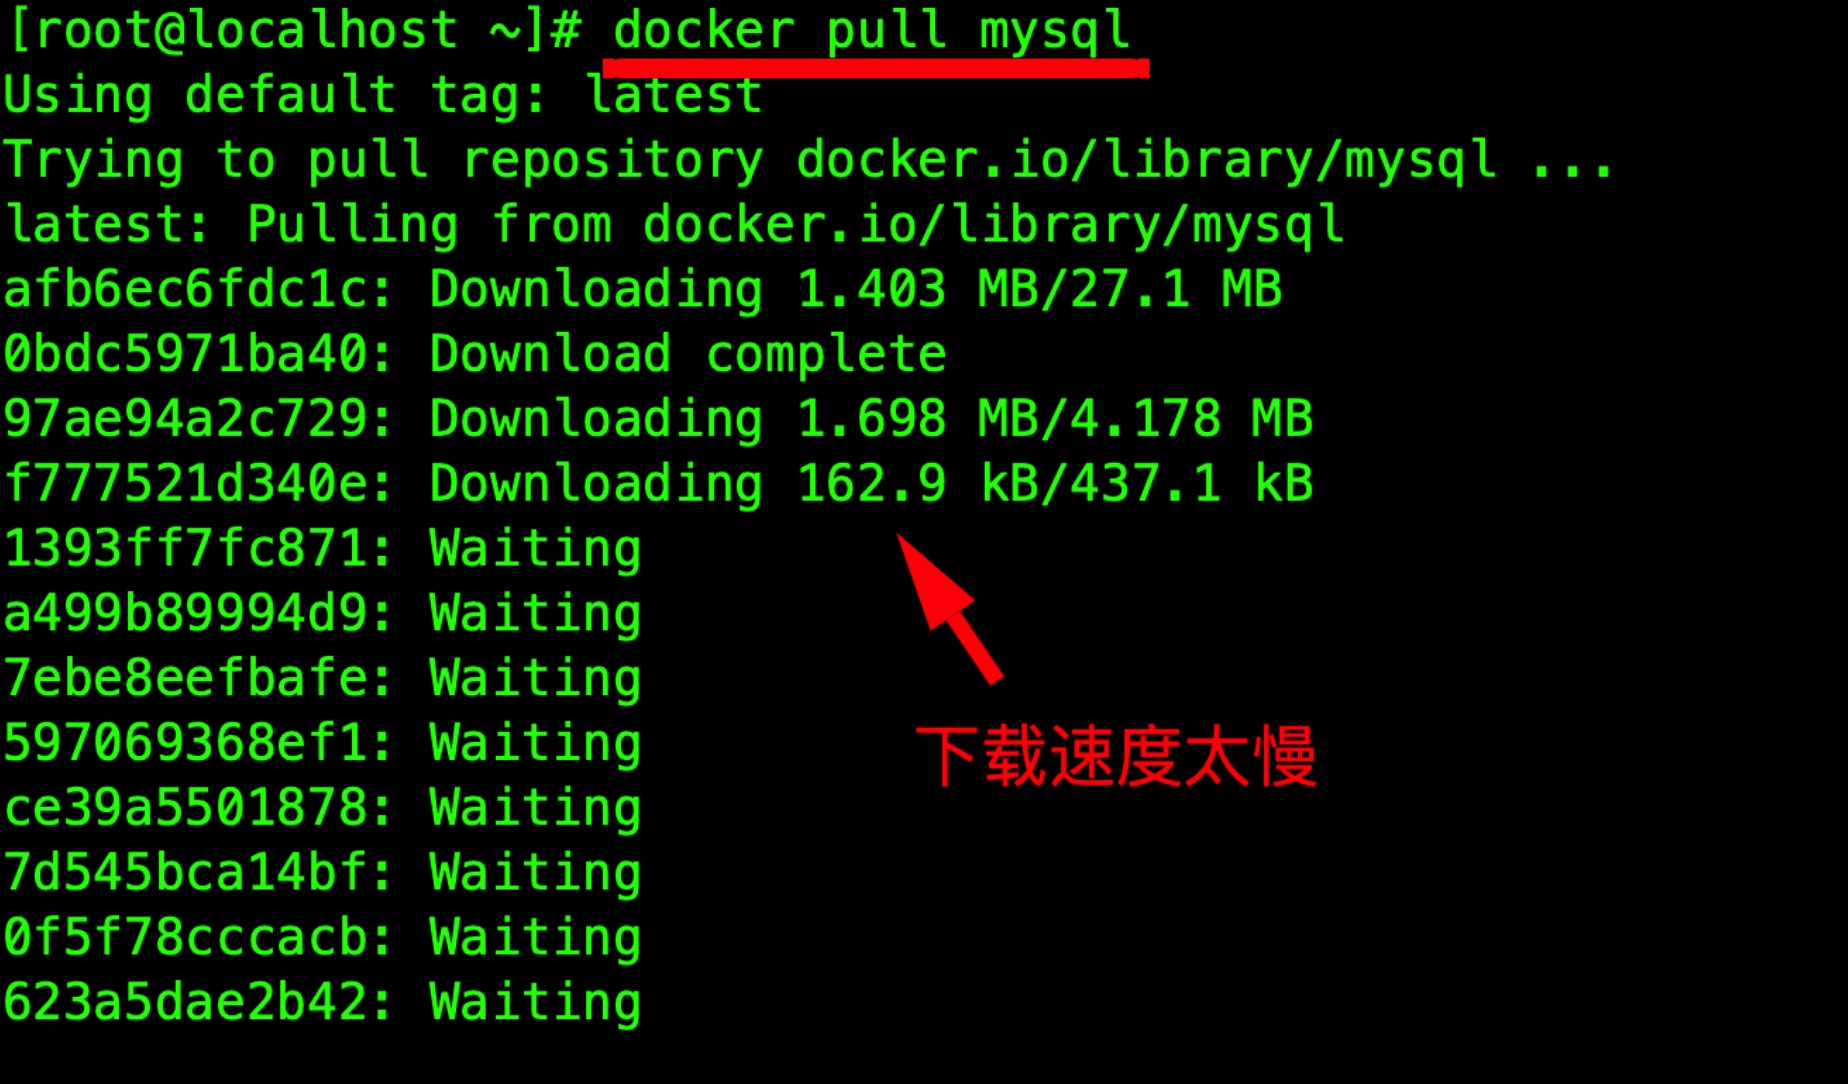 [root@localhost ~]# docker pull mysql
Using default tag: latest
Trying to pull repository docker.io/library/mysql ...
latest: Pulling from docker.io/library/mysql
afb6ec6fdc1c: Downloading 1.403 MB/27.1 MB
0bdc5971ba40: Download complete
97ae94a2c729: Downloading 1.698 MB/4.178 MB
f777521d340e: Downloading 162.9 kB/437.1 kB
1393ff7fc871: Waiting
a499b89994d9: Waiting
7ebe8eefbafe: Waiting
597069368ef1: Waiting
ce39a5501878: Waiting
7d545bca14bf: Waiting
0f5f78cccacb: Waiting
623a5dae2b42: Waiting
下载速度太慢